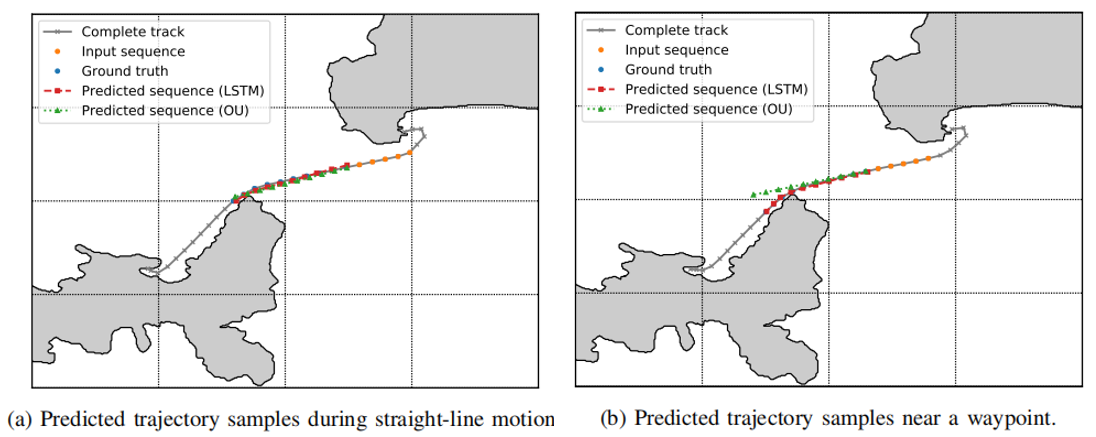 Complete track
Input sequence
Ground truth
Predicted sequence (LSTM)
Predicted sequence (OU)
Complete track
Input sequence
Ground truth
Predicted sequence (LSTM)
Predicted sequence (OU)
(a) Predicted trajectory samples during straight-line motion
(b) Predicted trajectory samples near a waypoint.